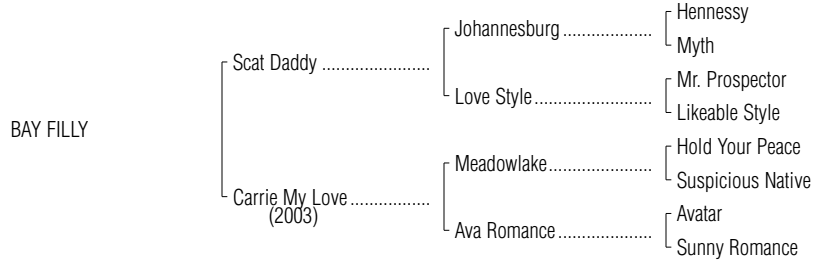 Hennessy
Johannesburg ........................
Myth
Scat Daddy .......................
Mr. Prospector
Love Style.........................
Likeable Style
BAY FILLY
Hold Your Peace
Meadowlake......................
Suspicious Native
Carrie My Love .................
(2003)
Avatar
Ava Romance....................
Sunny Romance